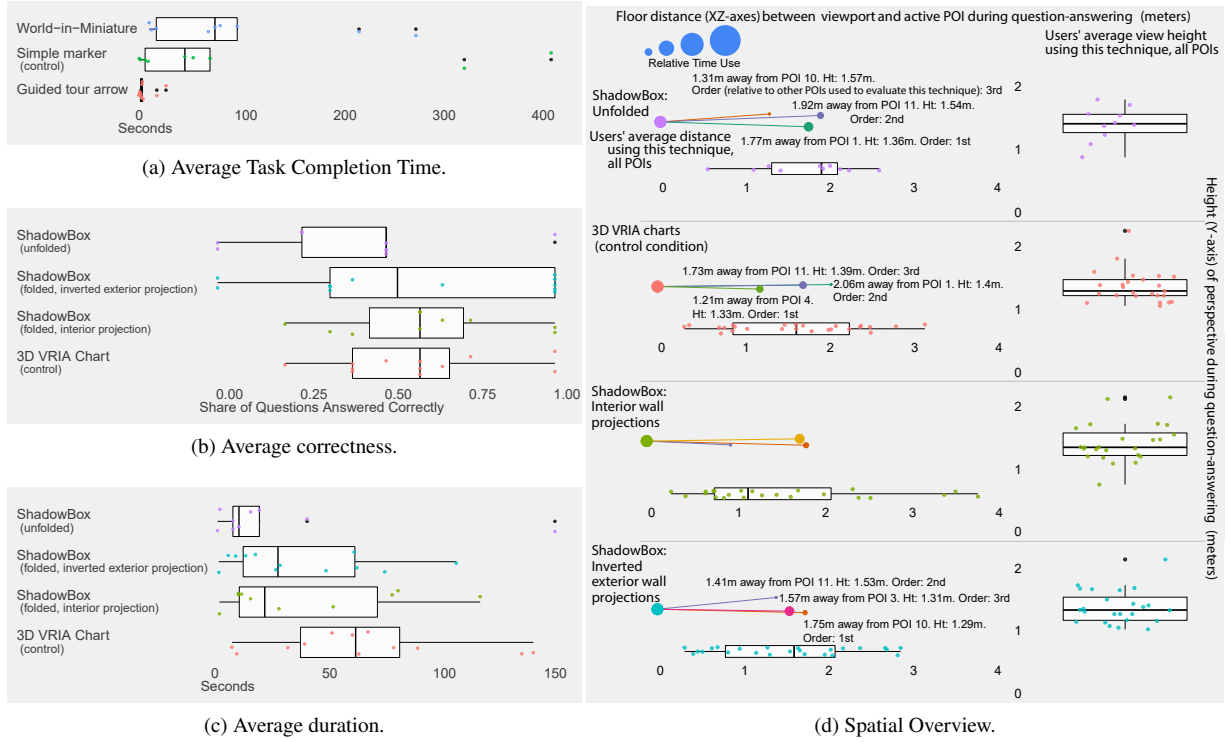 World-in-Miniature
Simple marker
(control)
Guided tour arrow
0 100 200 300 400
Seconds
(a) Average Task Completion Time.
ShadowBox
(unfolded)
ShadowBox
(folded, inverted exterior projection)
ShadowBox
(folded, interior projection)
3D VRIA Chart
(control)
0.00 0.25 0.50 0.75 1.00
Share of Questions Answered Correctly
(b) Average correctness.
ShadowBox
(unfolded)
ShadowBox
(folded, inverted exterior projection)
ShadowBox
(folded, interior projection)
3D VRIA Chart
(control)
0 50 100 150
Seconds
(c) Average duration.
Floor distance (XZ-axes) between viewport and active POI during question-answering (meters)
Relative Time Use
Users' average view height
using this technique, all POIs
ShadowBox:
Unfolded
1.31m away from POI 10. Ht: 1.57m.
Order (relative to other POIs used to evaluate this technique): 3rd
1.92m away from POI 11. Ht: 1.54m.
Order: 2nd
1.77m away from POI 1. Ht: 1.36m. Order: 1st
Users' average distance
using this technique,
all POIs
0 1 2 3 4
2
1
0
3D VRIA charts
(control condition)
1.73m away from POI 11. Ht: 1.39m. Order: 3rd
2.06m away from POI 1. Ht: 1.4m.
Order: 2nd
1.21m away from POI 4.
Ht: 1.33m. Order: 1st
0 1 2 3 4
2
1
0
ShadowBox:
Interior wall
projections
0 1 2 3 4
2
1
0
ShadowBox:
Inverted
exterior wall
projections
1.41m away from POI 11. Ht: 1.53m. Order: 2nd
1.57m away from POI 3. Ht: 1.31m. Order: 3rd
1.75m away from POI 10. Ht: 1.29m.
Order: 1st
0 1 2 3 4
2
1
0
Height (Y-axis) of perspective during question-answering (meters)
(d) Spatial Overview.